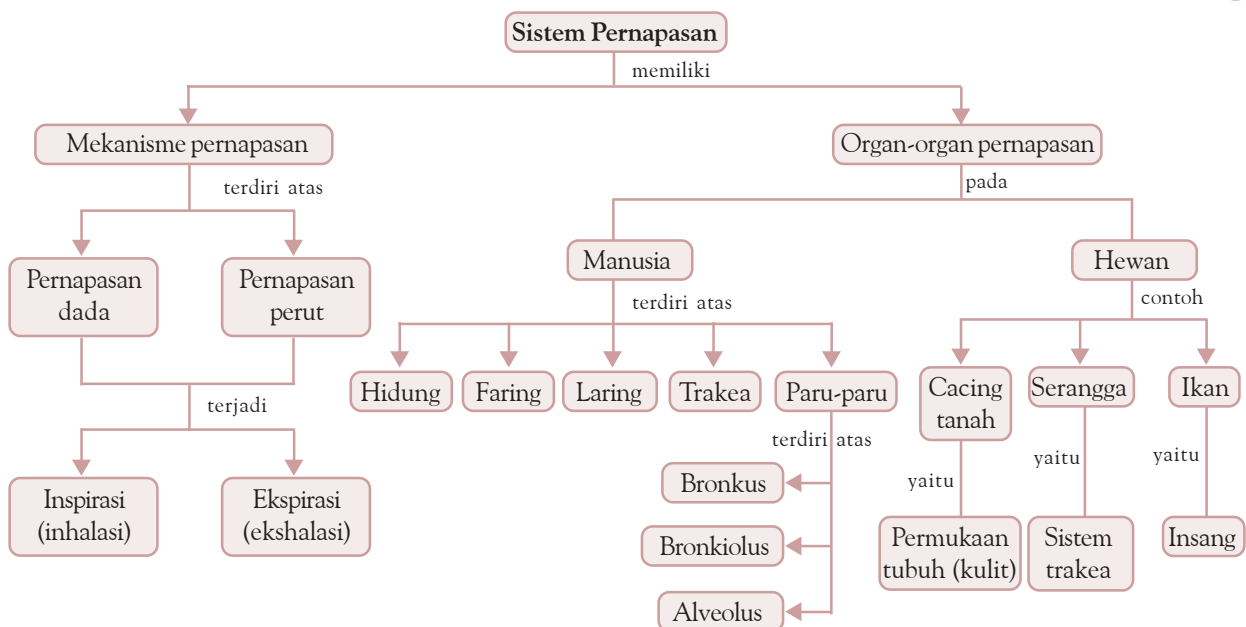 Sistem Pernapasan
memiliki
Mekanisme pernapasan
Organ-organ pernapasan
terdiri atas
pada
Pernapasan
dada
Pernapasan
perut
Manusia
Hewan
terdiri atas
contoh
Hidung
Faring
Laring
Trakea
Paru-paru
Cacing
tanah
Serangga
Ikan
terjadi
terdiri atas
yaitu
yaitu
yaitu
Inspirasi
(inhalasi)
Ekspirasi
(ekshalasi)
Bronkus
Bronkiolus
Alveolus
Permukaan
tubuh (kulit)
Sistem
trakea
Insang